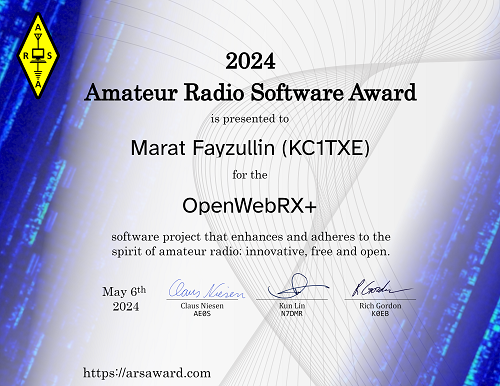 A
R S
A
2024
Amateur Radio Software Award
is presented to
Marat Fayzullin (KC1TXE)
for the
OpenWebRX+
software project that enhances and adheres to the
spirit of amateur radio: innovative, free and open.
May 6th
2024
Claus Niesen
Claus Niesen
AE0S
Kun Lin
N7DMR
R Gordon
Rich Gordon
K0EB
https://arsaward.com